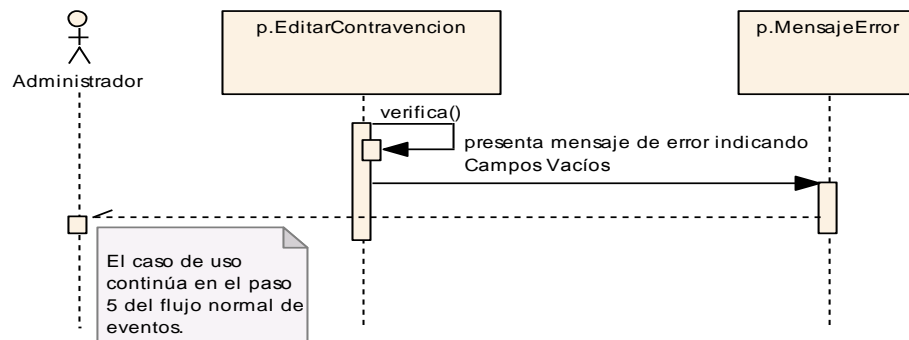 p.EditarContravencion
p.MensajeError
Administrador
verifica()
presenta mensaje de error indicando
Campos Vacíos
El caso de uso
continúa en el paso
5 del flujo normal de
eventos.